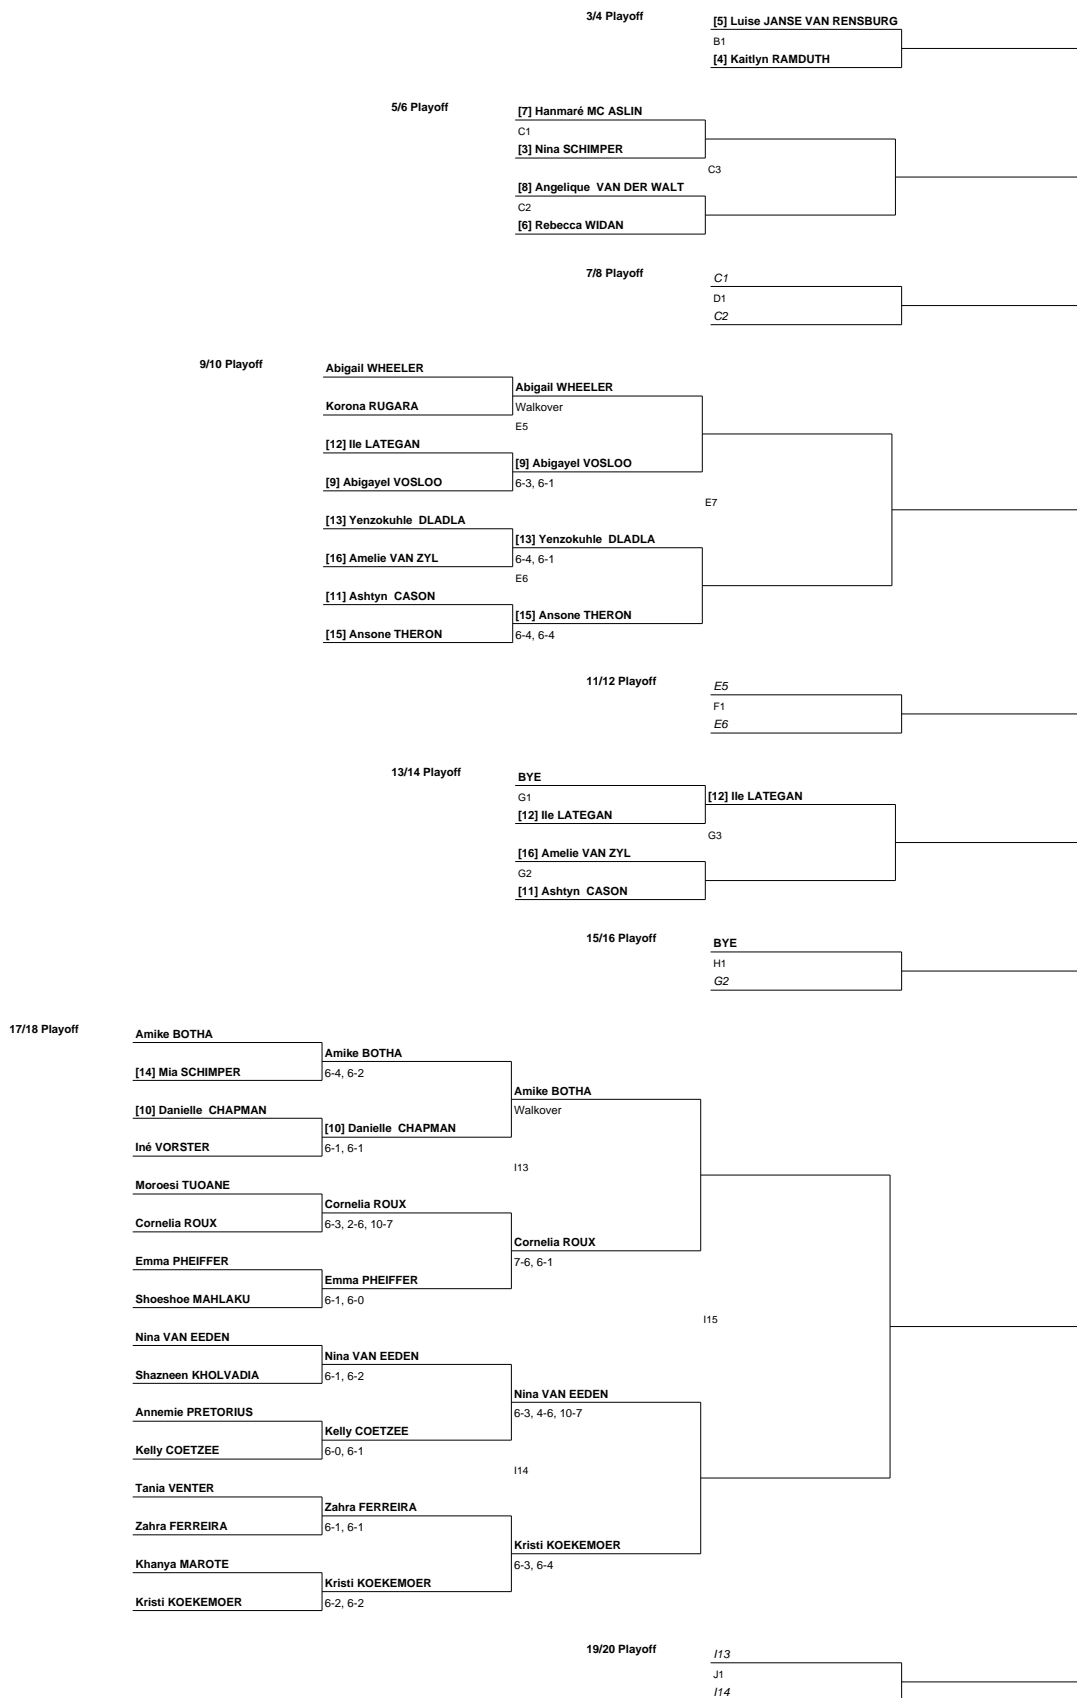 3/4 Playoff
[5] Luise JANSE VAN RENSBURG
B1
[4] Kaitlyn RAMDUTH
5/6 Playoff
[7] Hanmaré MC ASLIN
C1
[3] Nina SCHIMPER
C3
[8] Angelique VAN DER WALT
C2
[6] Rebecca WIDAN
7/8 Playoff
C1
D1
C2
9/10 Playoff
Abigail WHEELER
Abigail WHEELER
Korona RUGARA
Walkover
E5
[12] Ile LATEGAN
[9] Abigayel VOSLOO
[9] Abigayel VOSLOO
6-3, 6-1
E7
[13] Yenzokuhle DLADLA
[13] Yenzokuhle DLADLA
[16] Amelie VAN ZYL
6-4, 6-1
E6
[11] Ashtyn CASON
[15] Ansone THERON
[15] Ansone THERON
6-4, 6-4
11/12 Playoff
E5
F1
E6
13/14 Playoff
BYE
G1
[12] Ile LATEGAN
[12] Ile LATEGAN
G3
[16] Amelie VAN ZYL
G2
[11] Ashtyn CASON
15/16 Playoff
BYE
H1
G2
17/18 Playoff
Amike BOTHA
Amike BOTHA
[14] Mia SCHIMPER
6-4, 6-2
Amike BOTHA
Walkover
[10] Danielle CHAPMAN
[10] Danielle CHAPMAN
Iné VORSTER
6-1, 6-1
I13
Moroesi TUOANE
Cornelia ROUX
Cornelia ROUX
6-3, 2-6, 10-7
Cornelia ROUX
7-6, 6-1
Emma PHEIFFER
Emma PHEIFFER
Shoeshoe MAHLAKU
6-1, 6-0
I15
Nina VAN EEDEN
Nina VAN EEDEN
Shazneen KHOLVADIA
6-1, 6-2
Nina VAN EEDEN
6-3, 4-6, 10-7
Annemie PRETORIUS
Kelly COETZEE
Kelly COETZEE
6-0, 6-1
I14
Tania VENTER
Zahra FERREIRA
Zahra FERREIRA
6-1, 6-1
Kristi KOEKEMOER
6-3, 6-4
Khanya MAROTE
Kristi KOEKEMOER
Kristi KOEKEMOER
6-2, 6-2
19/20 Playoff
I13
J1
I14